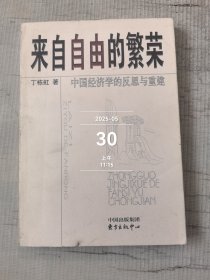 来自自由的繁荣
丁栋虹 著
中国经济学的反思与重建
2025-05
30
上午
11:15
ZHONGGUO
JINGJIXUE DE
FANSI YU
CHONGJIAN
中国出版集团
东方出版中心